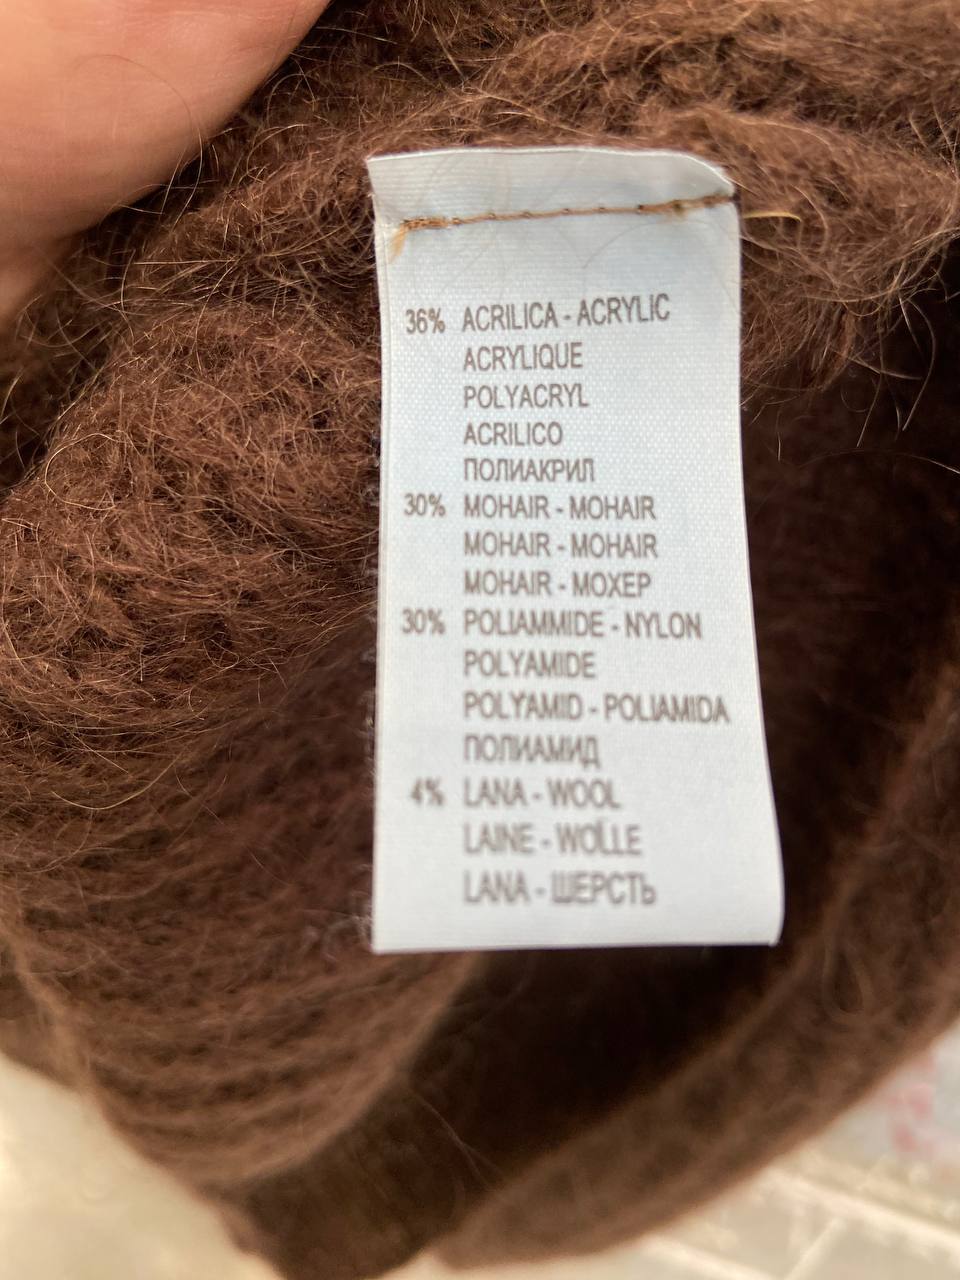 36% ACRILICA - ACRYLIC
ACRYLIQUE
POLYACRYL
ACRILICO
ПОЛИАКРИЛ
30% MOHAIR - MOHAIR
MOHAIR - MOHAIR
MOHAIR - МОХЕР
30% POLIAMMIDE - NYLON
POLYAMIDE
POLYAMID - POLIAMIDA
ПОЛИАМИД
4% LANA - WOOL
LAINE - WOLLE
LANA - ШЕРСТЬ